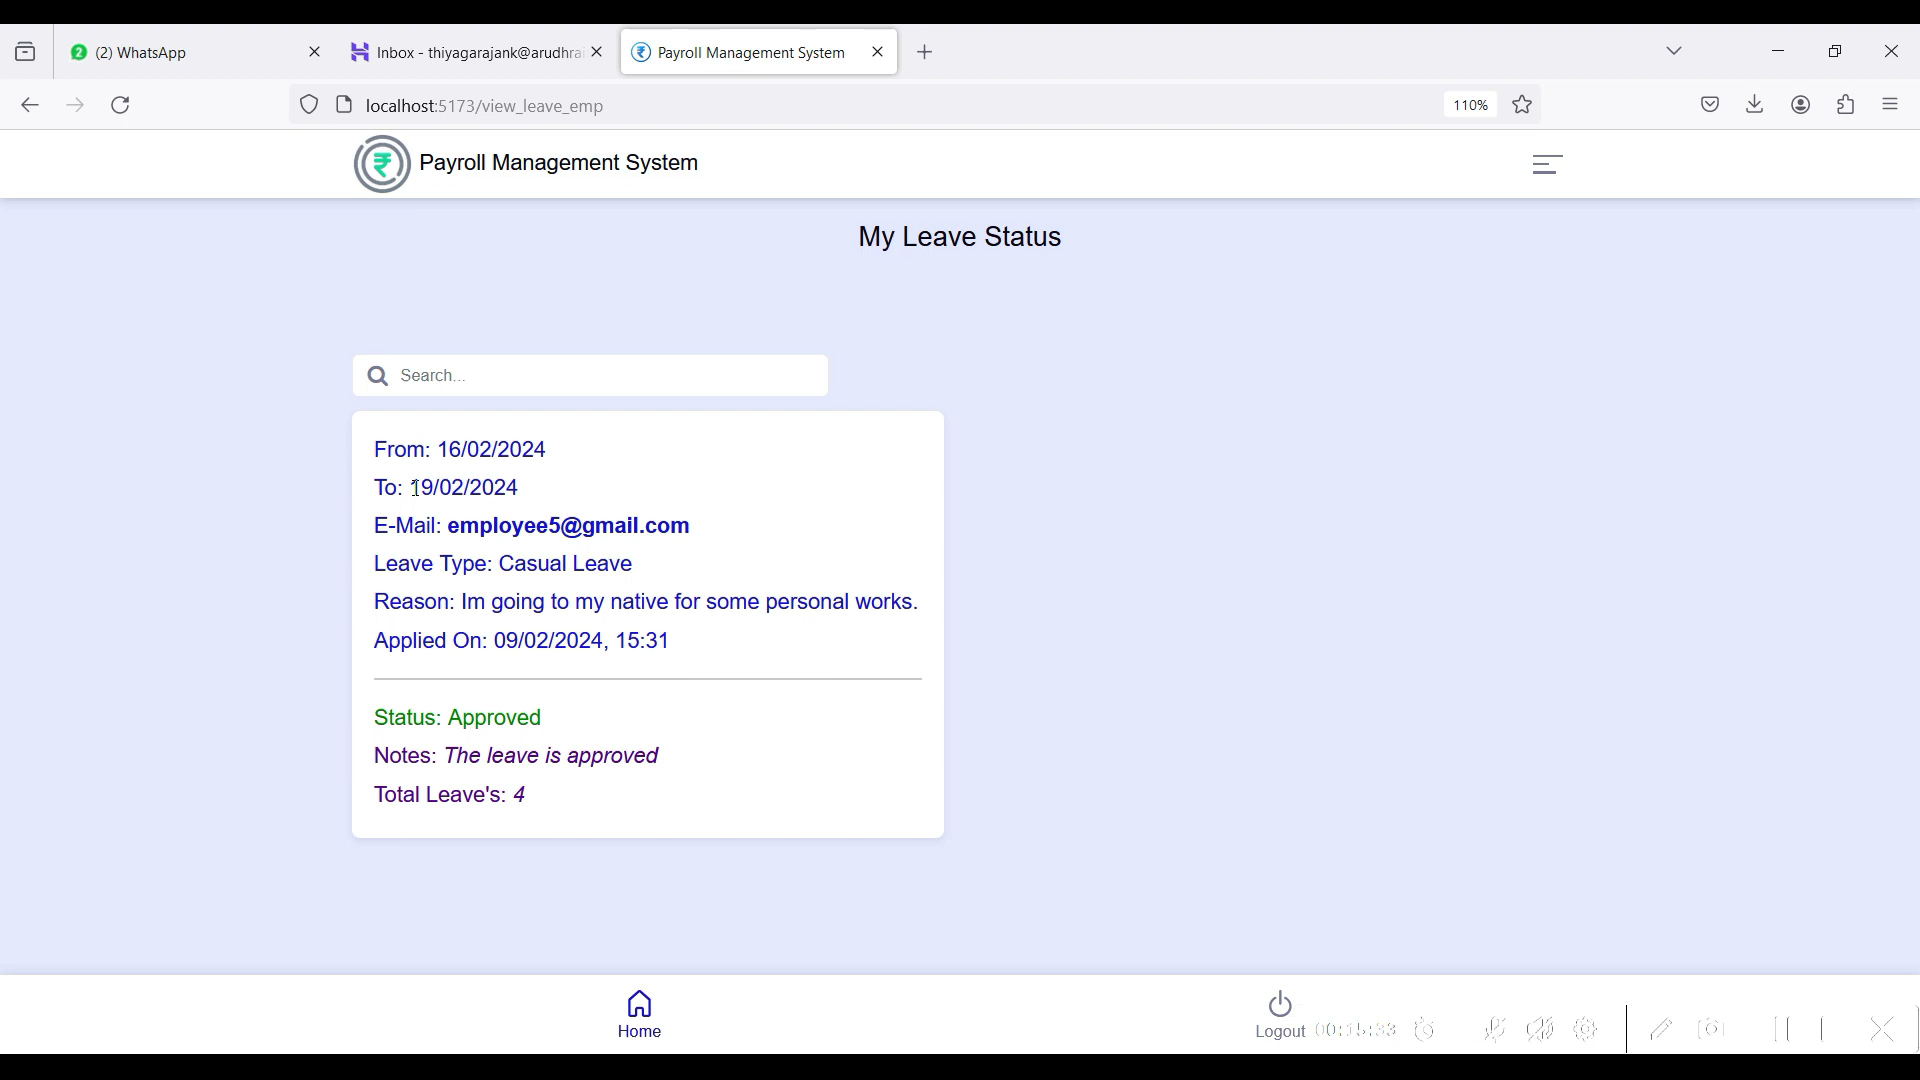 (2) WhatsApp
Inbox - thiyagarajank@arudhra
Payroll Management System
localhost:5173/view_leave_emp
110%
Payroll Management System
My Leave Status
Search...
From: 16/02/2024
To: 19/02/2024
E-Mail: employee5@gmail.com
Leave Type: Casual Leave
Reason: Im going to my native for some personal works.
Applied On: 09/02/2024, 15:31
Status: Approved
Notes: The leave is approved
Total Leave's: 4
Home
Logout
00:15:33